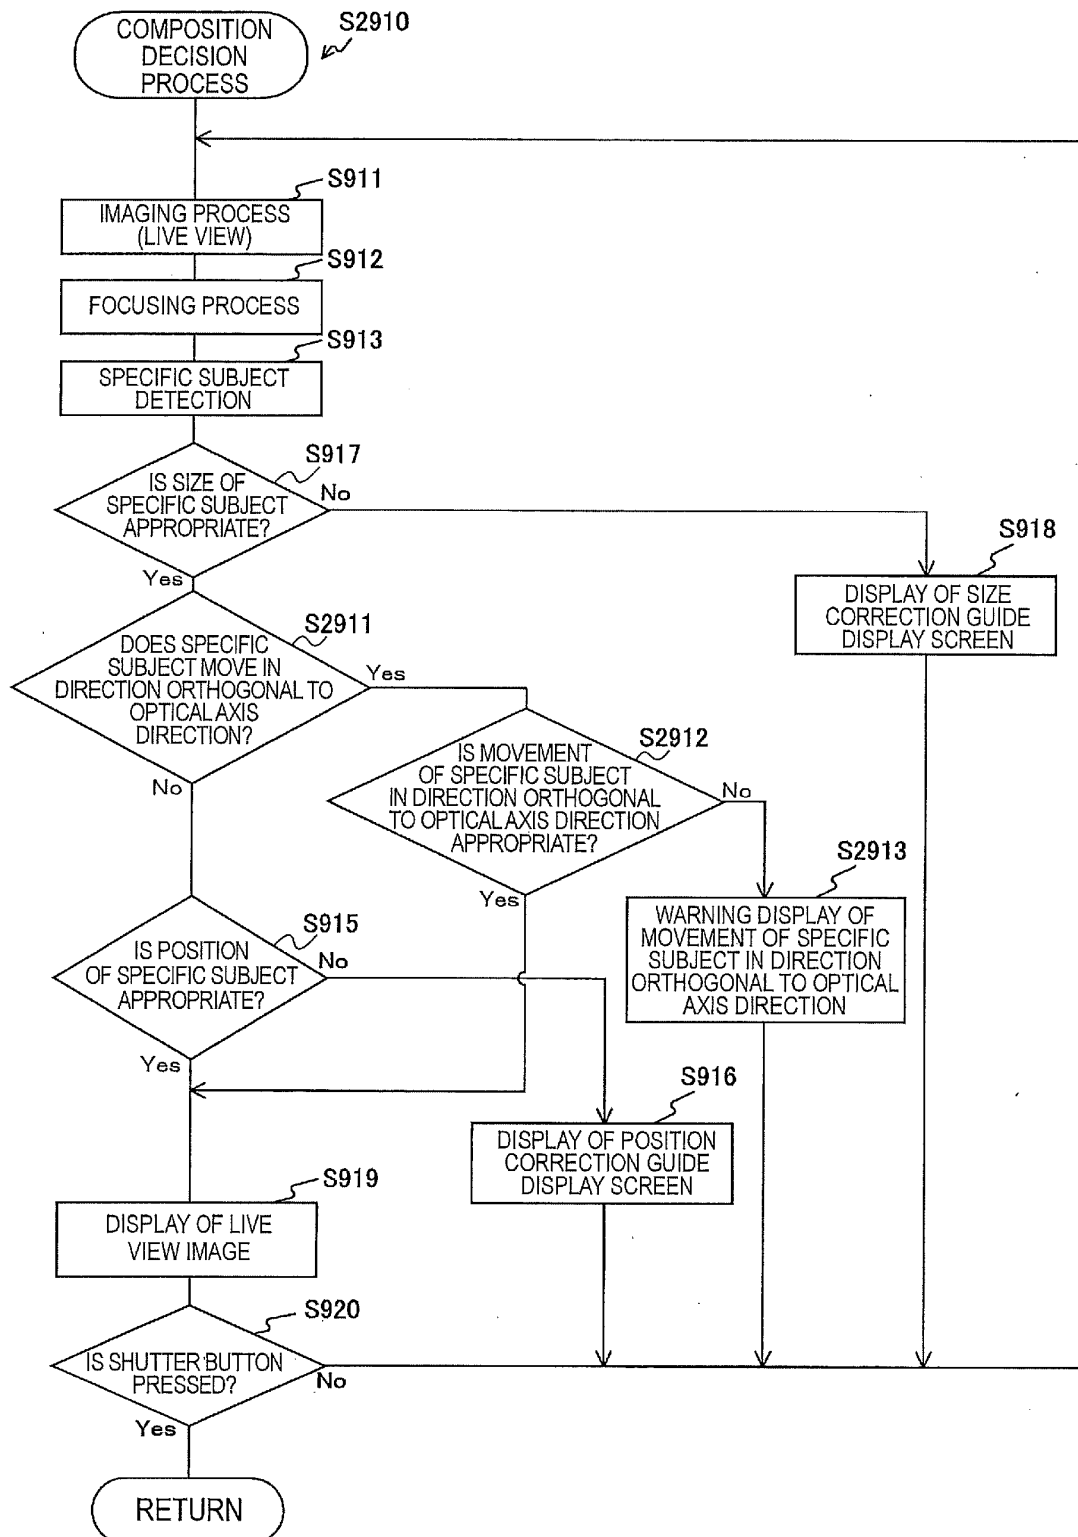 COMPOSITION
DECISION
PROCESS
S2910
S911
IMAGING PROCESS
(LIVE VIEW)
S912
FOCUSING PROCESS
S913
SPECIFIC SUBJECT
DETECTION
S917
IS SIZE OF
SPECIFIC SUBJECT
APPROPRIATE?
No
Yes
S918
DISPLAY OF SIZE
CORRECTION GUIDE
DISPLAY SCREEN
S2911
DOES SPECIFIC
SUBJECT MOVE IN
DIRECTION ORTHOGONAL TO
OPTICAL AXIS
DIRECTION?
Yes
No
S2912
IS MOVEMENT
OF SPECIFIC SUBJECT
IN DIRECTION ORTHOGONAL
TO OPTICAL AXIS DIRECTION
APPROPRIATE?
No
Yes
S2913
WARNING DISPLAY OF
MOVEMENT OF SPECIFIC
SUBJECT IN DIRECTION
ORTHOGONAL TO OPTICAL
AXIS DIRECTION
S915
IS POSITION
OF SPECIFIC SUBJECT
APPROPRIATE?
No
Yes
S916
DISPLAY OF POSITION
CORRECTION GUIDE
DISPLAY SCREEN
S919
DISPLAY OF LIVE
VIEW IMAGE
S920
IS SHUTTER BUTTON
PRESSED?
No
Yes
RETURN